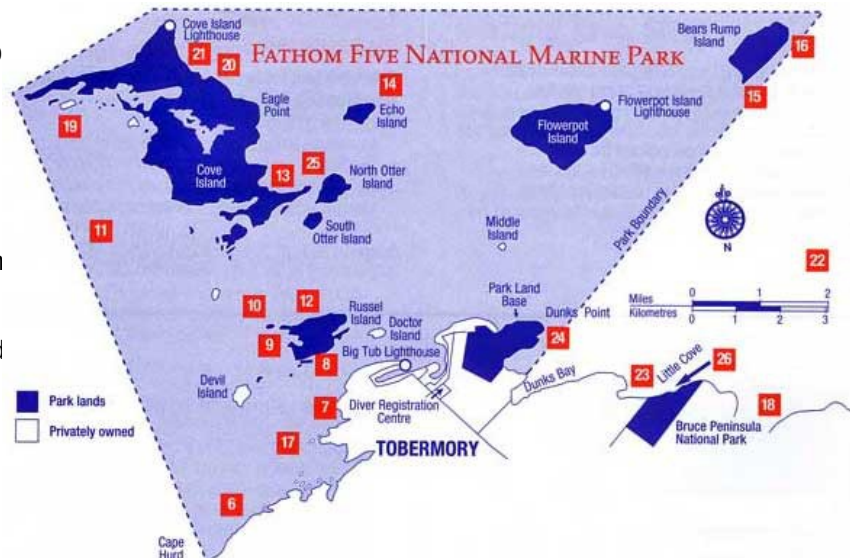 Cove Island
Lighthouse
21
20
FATHOM FIVE NATIONAL MARINE PARK
Bears Rump
Island
16
15
14
Echo
Island
Eagle
Point
Flowerpot Island
Lighthouse
Flowerpot
Island
19
Cove
Island
13
25
North Otter
Island
South
Otter Island
11
Middle
Island
Park Boundary
N
22
Miles
0 1 2
Kilometres
0 1 2 3
10
12
Russel
Island
Doctor
Island
Park Land
Base
Dunks Point
24
9
8
Big Tub Lighthouse
Devil
Island
7
Diver Registration
Centre
Dunks Bay
23
Little Cove
26
18
Bruce Peninsula
National Park
Park lands
Privately owned
17
TOBERMORY
6
Cape
Hurd